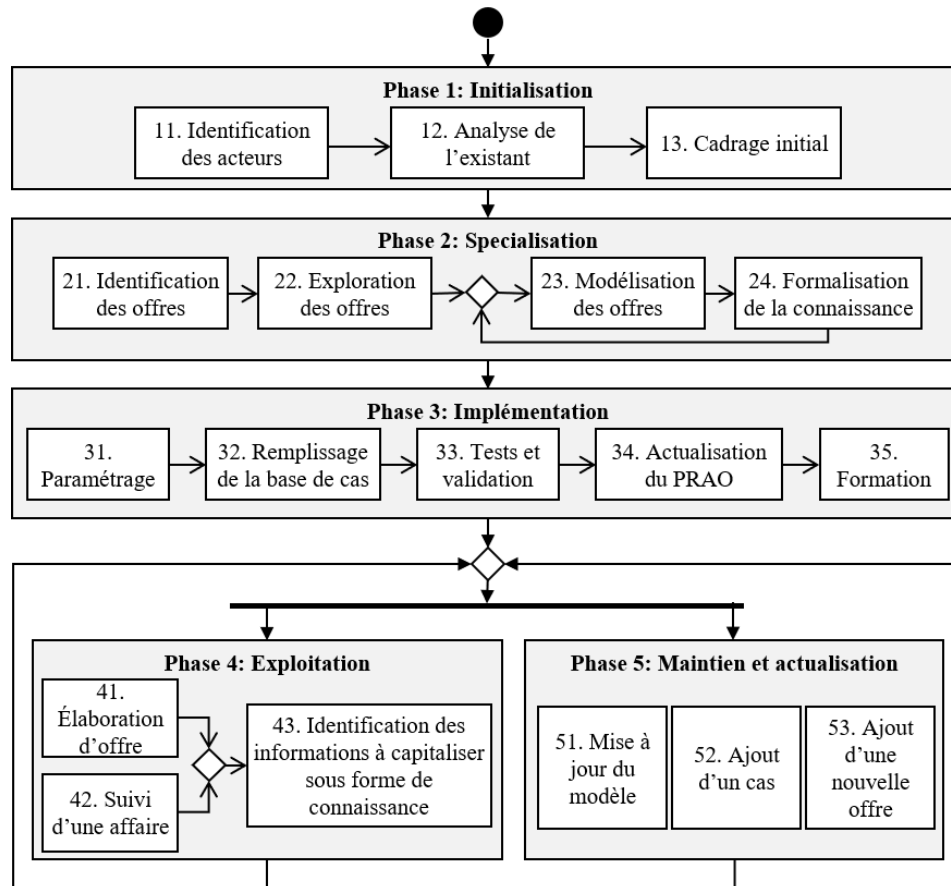 Phase 1: Initialisation
11. Identification
des acteurs
12. Analyse de
l’existant
13. Cadrage initial
Phase 2: Specialisation
21. Identification
des offres
22. Exploration
des offres
23. Modélisation
des offres
24. Formalisation
de la connaissance
Phase 3: Implémentation
31.
Paramétrage
32. Remplissage
de la base de cas
33. Tests et
validation
34. Actualisation
du PRAO
35.
Formation
Phase 4: Exploitation
41.
Élaboration
d’offre
42. Suivi
d’une affaire
43. Identification des
informations à capitaliser
sous forme de
connaissance
Phase 5: Maintien et actualisation
51. Mise à
jour du
modèle
52. Ajout
d’un cas
53. Ajout
d’une
nouvelle
offre